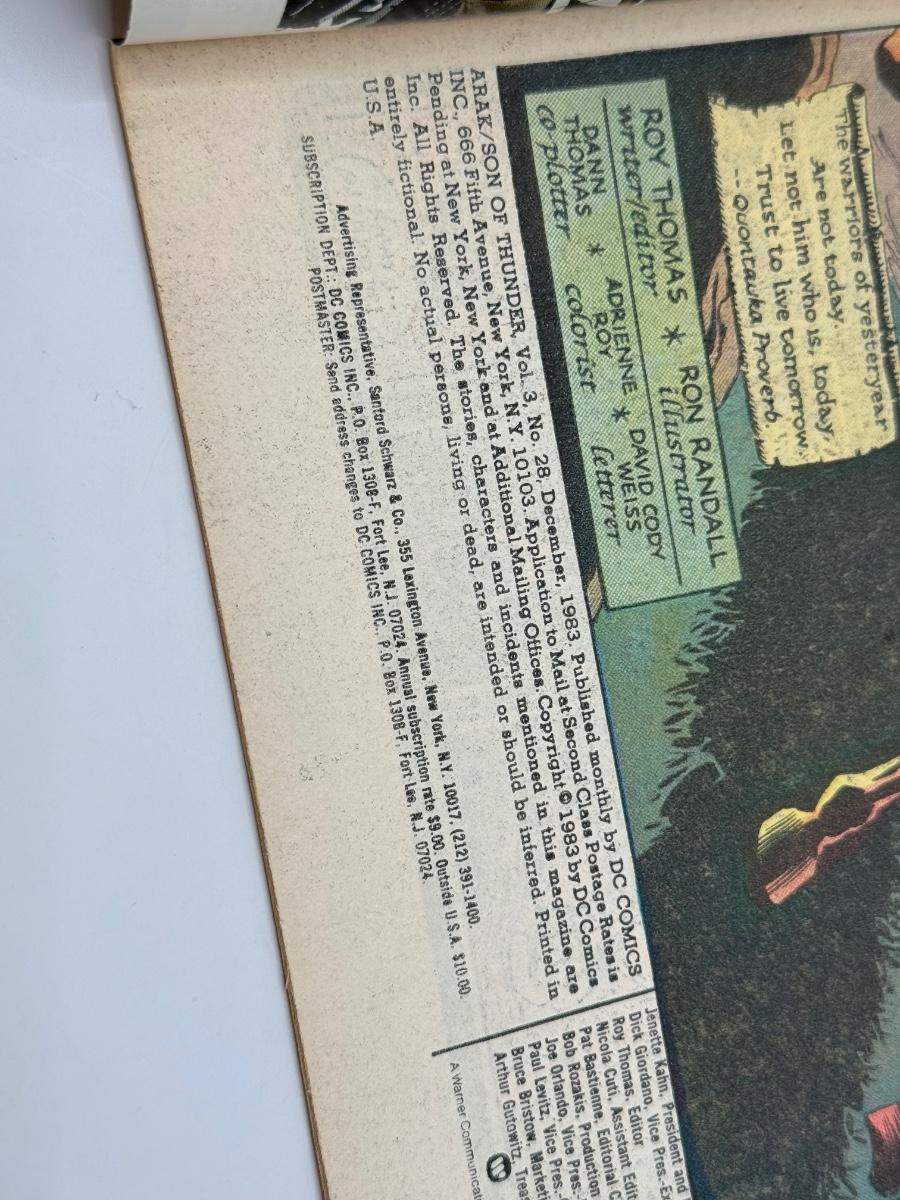 The warriors of yesteryear
Are not today...
Let not him who is, today,
Trust to live tomorrow.
-- Quontauka Proverb.
ROY THOMAS * RON RANDALL
writer/editor illustrator
DANN THOMAS * ADRIENNE ROY * DAVID CODY WEISS
co-plotter colorist letterer
ARAK/SON OF THUNDER, Vol. 3, No. 28, December, 1983. Published monthly by DC COMICS
INC., 666 Fifth Avenue, New York, N.Y. 10103. Application to Mail at Second Class Postage Rates is
Pending at New York, New York and at Additional Mailing Offices. Copyright © 1983 by DC Comics
Inc. All Rights Reserved. The stories, characters and incidents mentioned in this magazine are
entirely fictional. No actual persons, living or dead, are intended or should be inferred. Printed in
U.S.A.
Advertising Representative, Sanford Schwarz & Co., 355 Lexington Avenue, New York, N.Y. 10017, (212) 391-1400.
SUBSCRIPTION DEPT.: DC COMICS INC., P.O. Box 1308-F, Fort Lee, N.J. 07024. Annual subscription rate $9.00. Outside U.S.A. $10.00.
POSTMASTER: Send address changes to DC COMICS INC., P.O. Box 1308-F, Fort Lee, N.J. 07024.
Jenette Kahn, President and
Dick Giordano, Vice Pres.-Ex
Roy Thomas, Editor
Nicola Cuti, Assistant Edit
Pat Bastienne, Editorial C
Bob Rozakis, Production
Joe Orlando, Vice Pres.-
Paul Levitz, Vice Pres.-
Bruce Bristow, Market
Arthur Gutowitz, Treas
A Warner Communicat